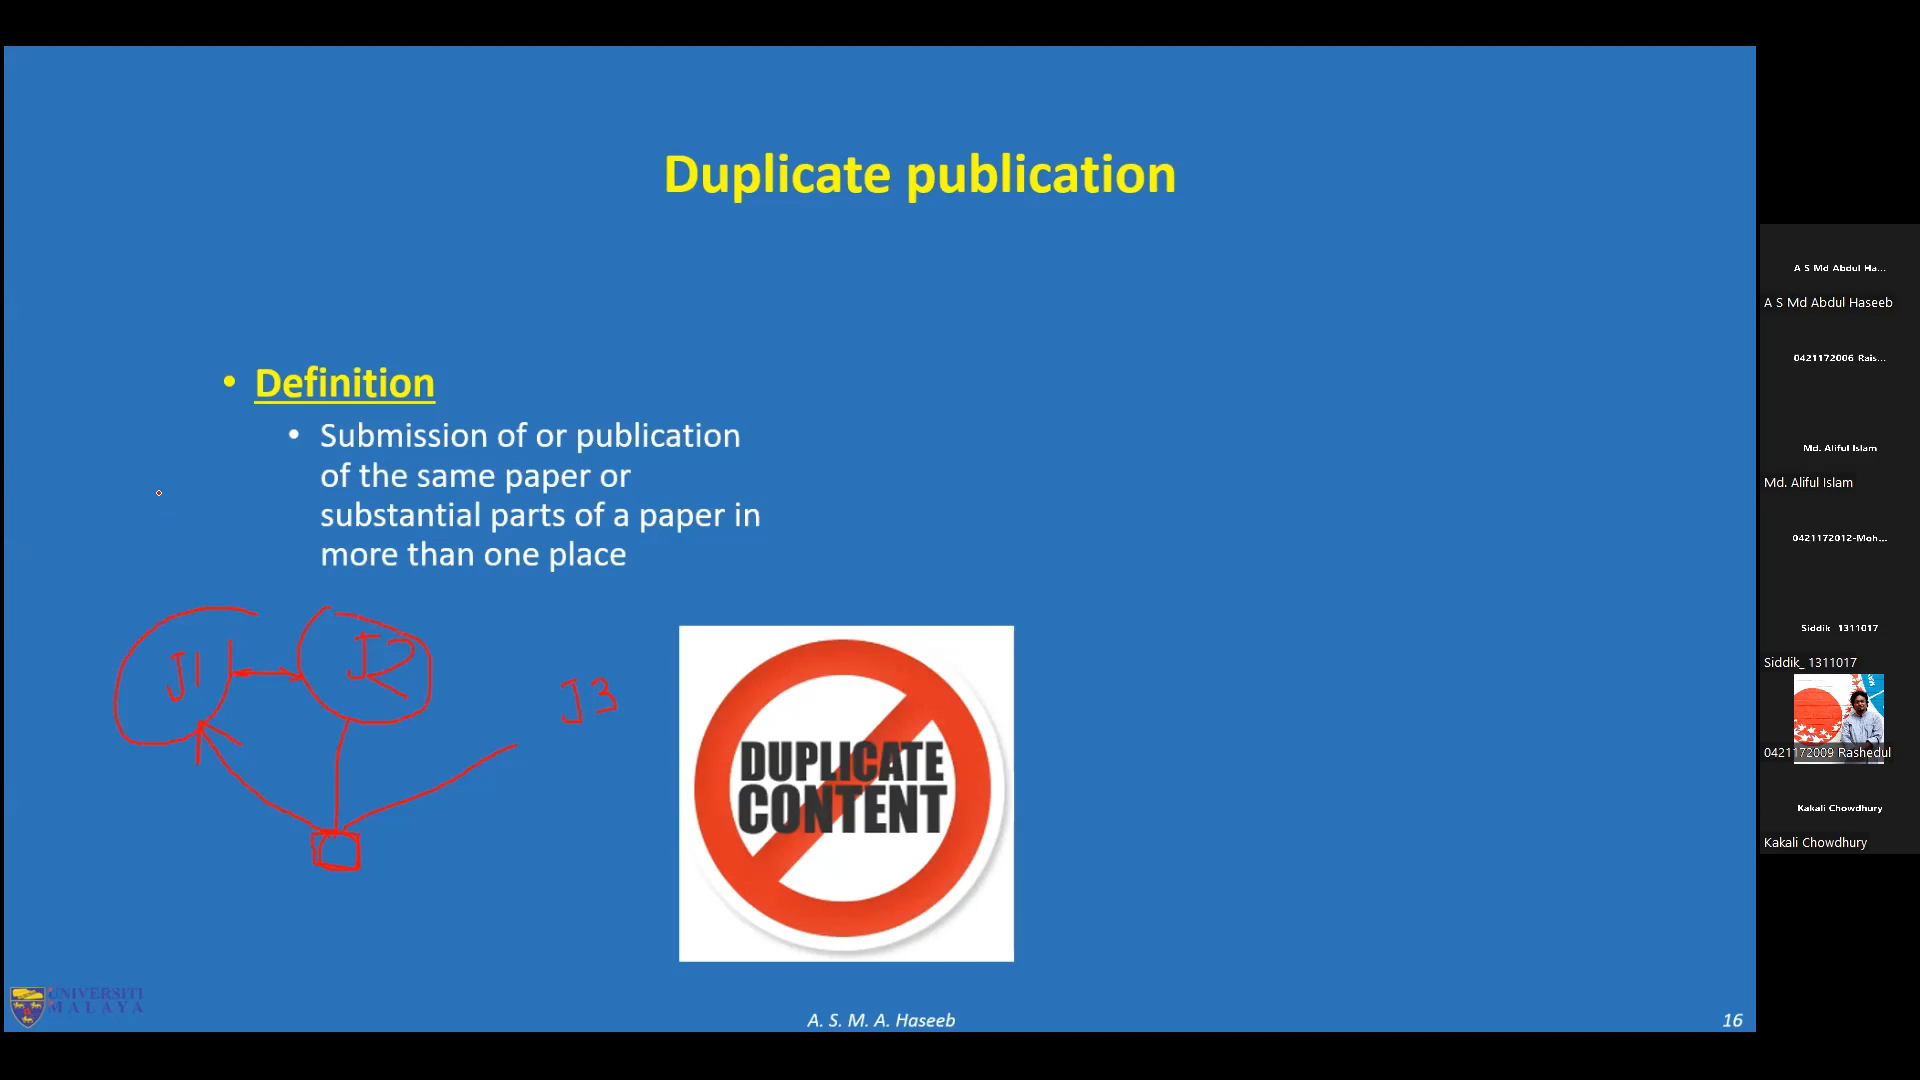 Duplicate publication
• Definition
• Submission of or publication
of the same paper or
substantial parts of a paper in
more than one place
J1
J2
J3
DUPLICATE
CONTENT
UNIVERSITI
MALAYA
A. S. M. A. Haseeb
16
A S Md Abdul Ha...
A S Md Abdul Haseeb
0421172006 Rais...
Md. Aliful Islam
Md. Aliful Islam
0421172012-Moh...
Siddik_ 1311017
Siddik_ 1311017
0421172009 Rashedul
Kakali Chowdhury
Kakali Chowdhury